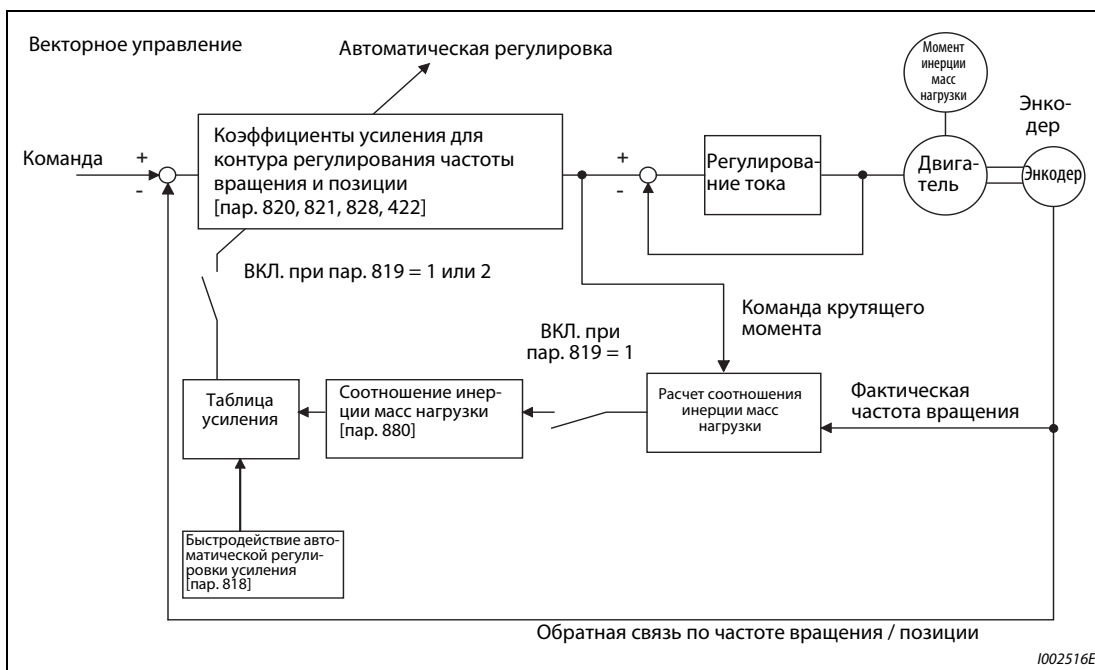 Векторное управление
Автоматическая регулировка
Момент
инерции
масс
нагрузки
Энко-
дер
Команда
+
-
Коэффициенты усиления для
контура регулирования частоты
вращения и позиции
[пар. 820, 821, 828, 422]
+
-
Регулирова-
ние тока
Двига-
тель
Энкодер
ВКЛ. при пар. 819 = 1 или 2
Команда крутящего
момента
ВКЛ. при
пар. 819 = 1
Таблица
усиления
Соотношение инер-
ции масс нагрузки
[пар. 880]
Расчет соотношения
инерции масс
нагрузки
Фактическая
частота вращения
Быстродействие авто-
матической регули-
ровки усиления
[пар. 818]
Обратная связь по частоте вращения / позиции
I002516E